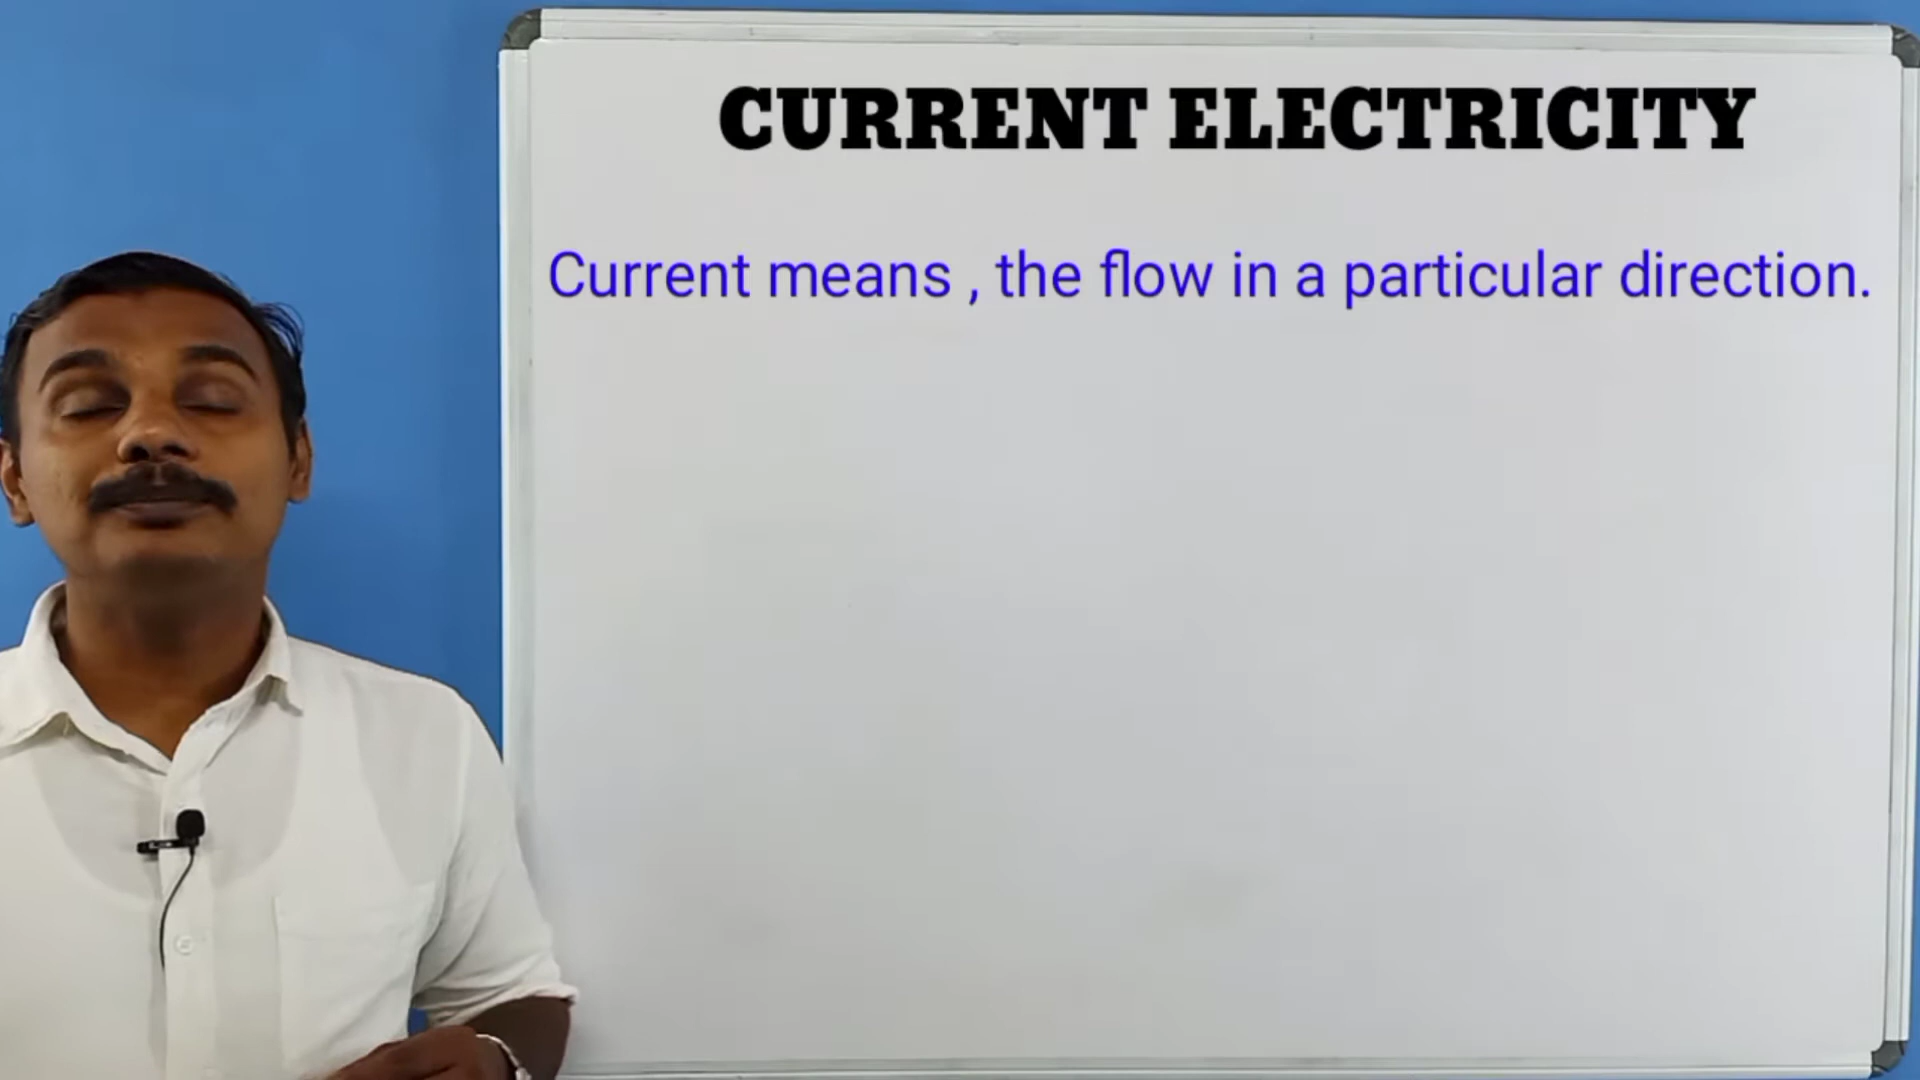 CURRENT ELECTRICITY
Current means , the flow in a particular direction.